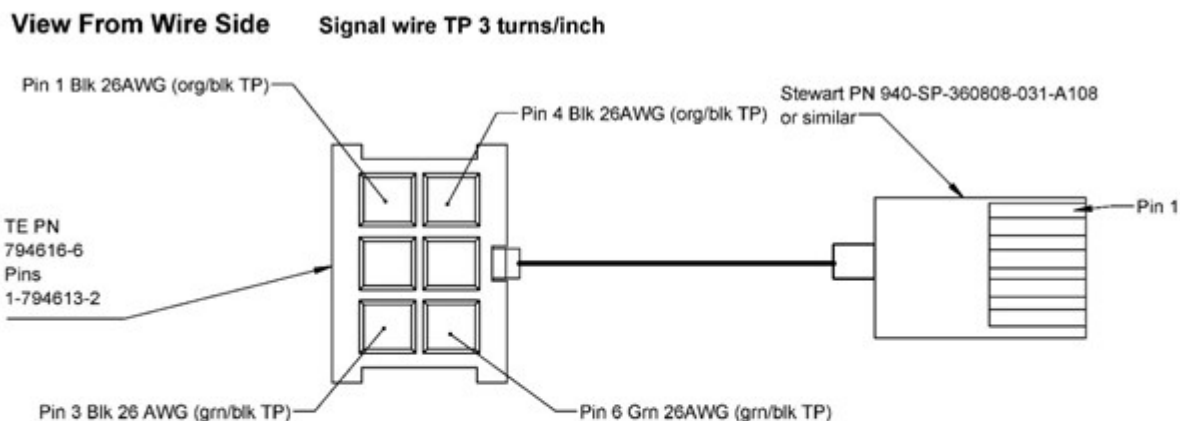 View From Wire Side Signal wire TP 3 turns/inch
Pin 1 Blk 26AWG (org/blk TP)
Pin 4 Blk 26AWG (org/blk TP)
Stewart PN 940-SP-360808-031-A108
or similar
Pin 1
TE PN
794616-6
Pins
1-794613-2
Pin 3 Blk 26 AWG (grn/blk TP)
Pin 6 Grn 26AWG (grn/blk TP)